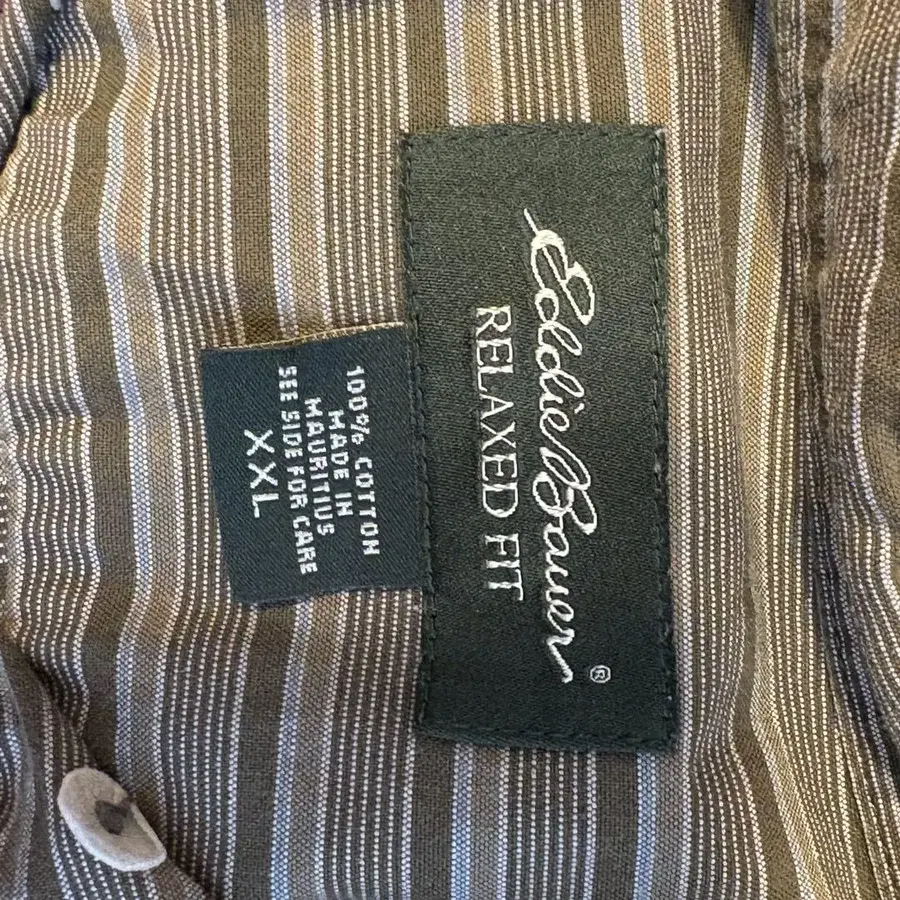 Eddie Bauer®
RELAXED FIT
100% COTTON
MADE IN
MAURITIUS
SEE SIDE FOR CARE
XXL